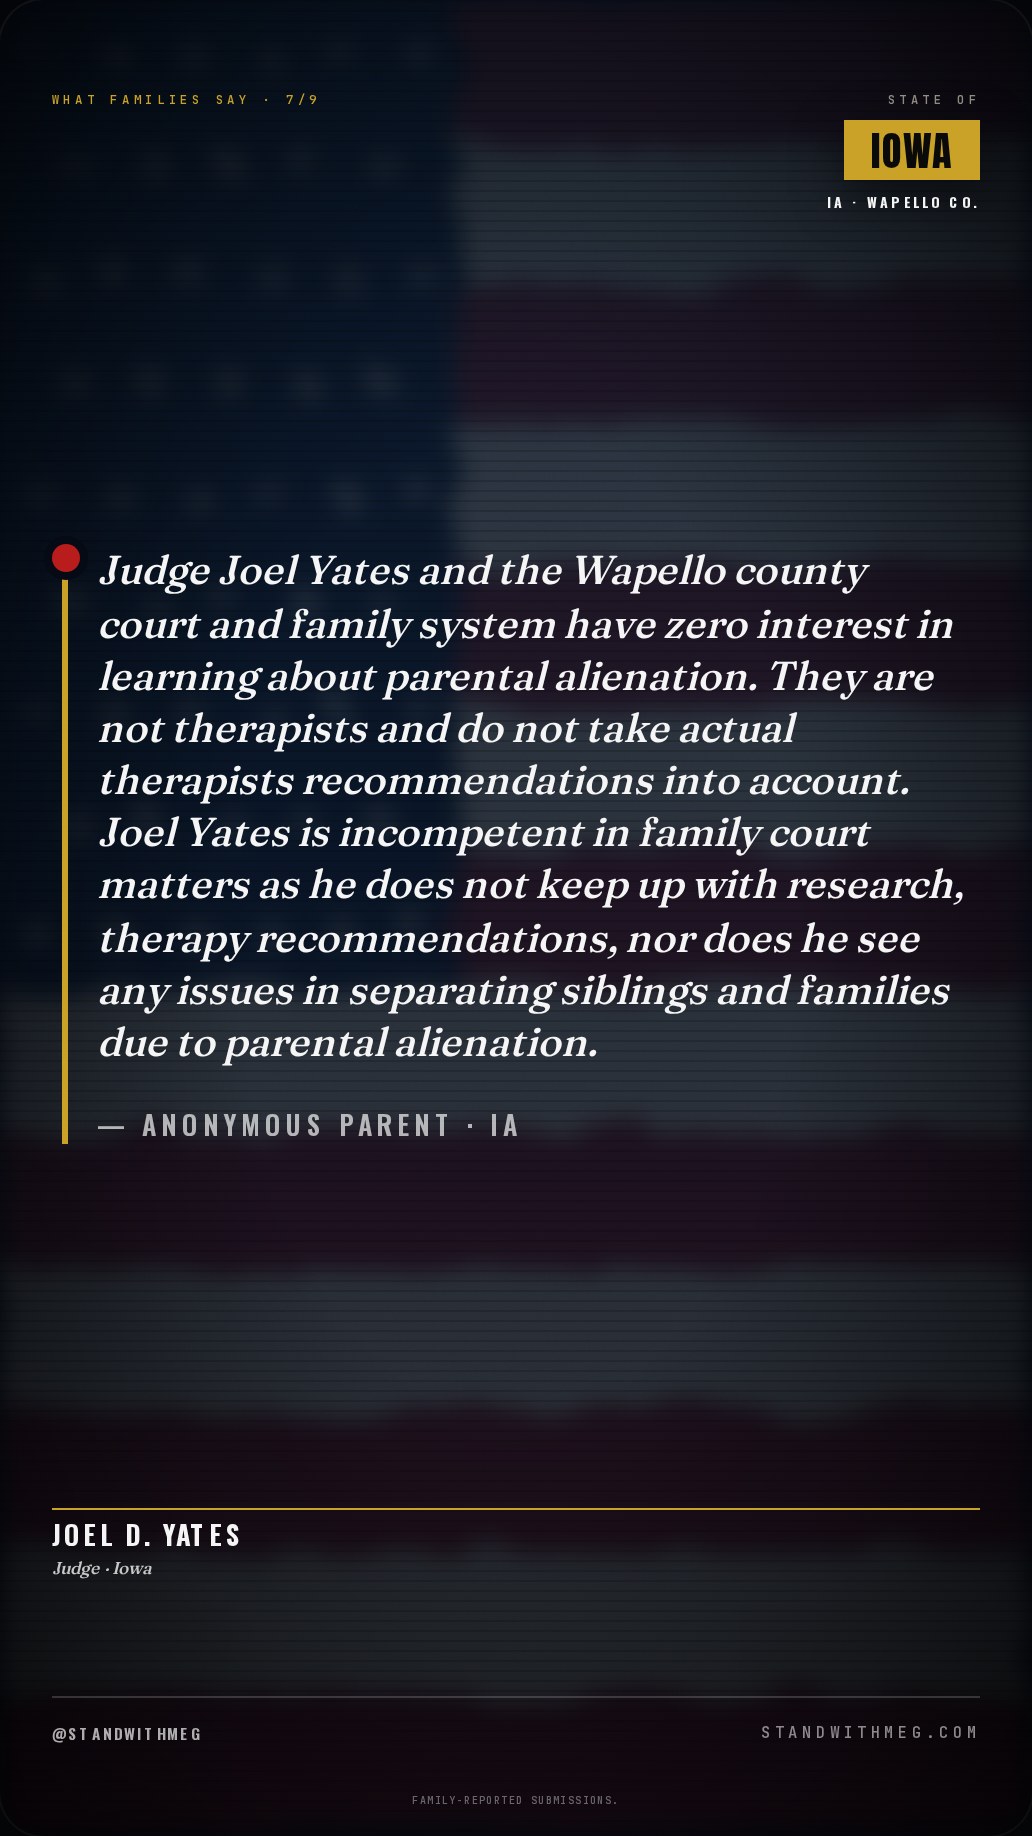 WHAT FAMILIES SAY · 7/9
STATE OF
IOWA
IA · WAPELLO CO.
Judge Joel Yates and the Wapello county
court and family system have zero interest in
learning about parental alienation. They are
not therapists and do not take actual
therapists recommendations into account.
Joel Yates is incompetent in family court
matters as he does not keep up with research,
therapy recommendations, nor does he see
any issues in separating siblings and families
due to parental alienation.
— ANONYMOUS PARENT · IA
JOEL D. YATES
Judge · Iowa
@STANDWITHMEG
STANDWITHMEG.COM
FAMILY-REPORTED SUBMISSIONS.